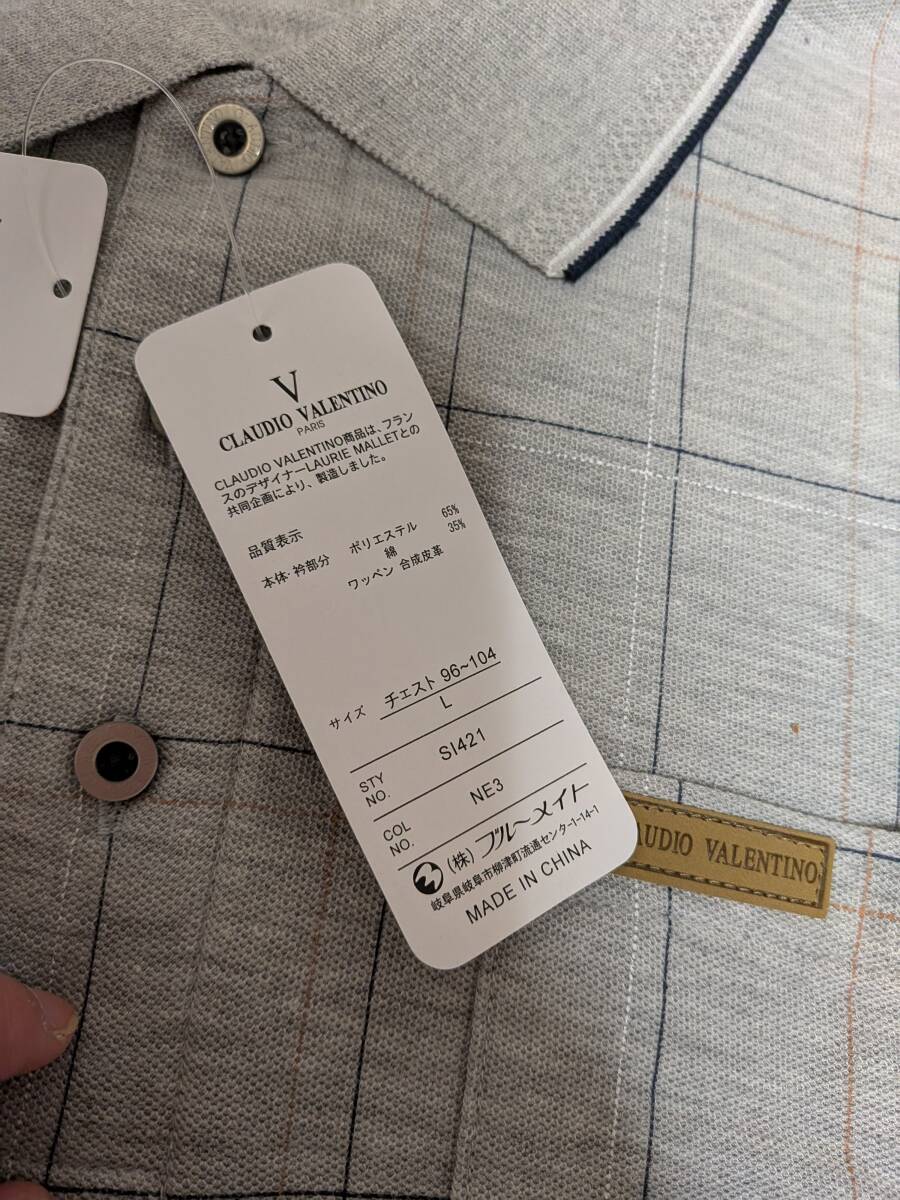 V
CLAUDIO VALENTINO
PARIS
CLAUDIO VALENTINO商品は、フラン
スのデザイナーLAURIE MALLETとの
共同企画により、製造しました。
品質表示
本体・衿部分 ポリエステル 65%
綿 35%
ワッペン 合成皮革
サイズ チェスト 96~104
L
STY NO. SI421
COL NO. NE3
(株)ブルーメイト
岐阜県岐阜市柳津町流通センター1-14-1
MADE IN CHINA
AUDIO VALENTINO